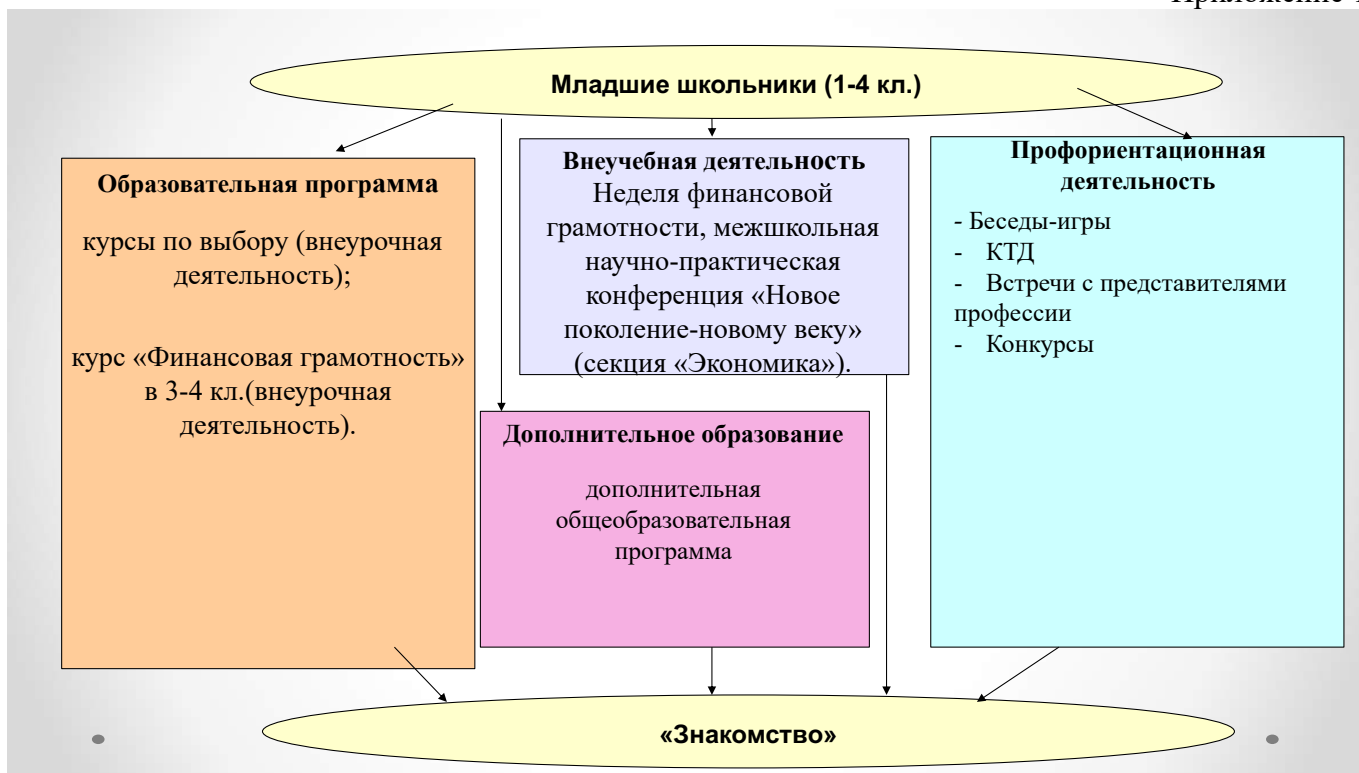 Приложение
Младшие школьники (1-4 кл.)
Образовательная программа
курсы по выбору (внеурочная
деятельность);
курс «Финансовая грамотность»
в 3-4 кл.(внеурочная
деятельность).
Внеучебная деятельность
Неделя финансовой
грамотности, межшкольная
научно-практическая
конференция «Новое
поколение-новому веку»
(секция «Экономика»).
Дополнительное образование
дополнительная
общеобразовательная
программа
Профориентационная
деятельность
- Беседы-игры
- КТД
- Встречи с представителями
профессии
- Конкурсы
«Знакомство»